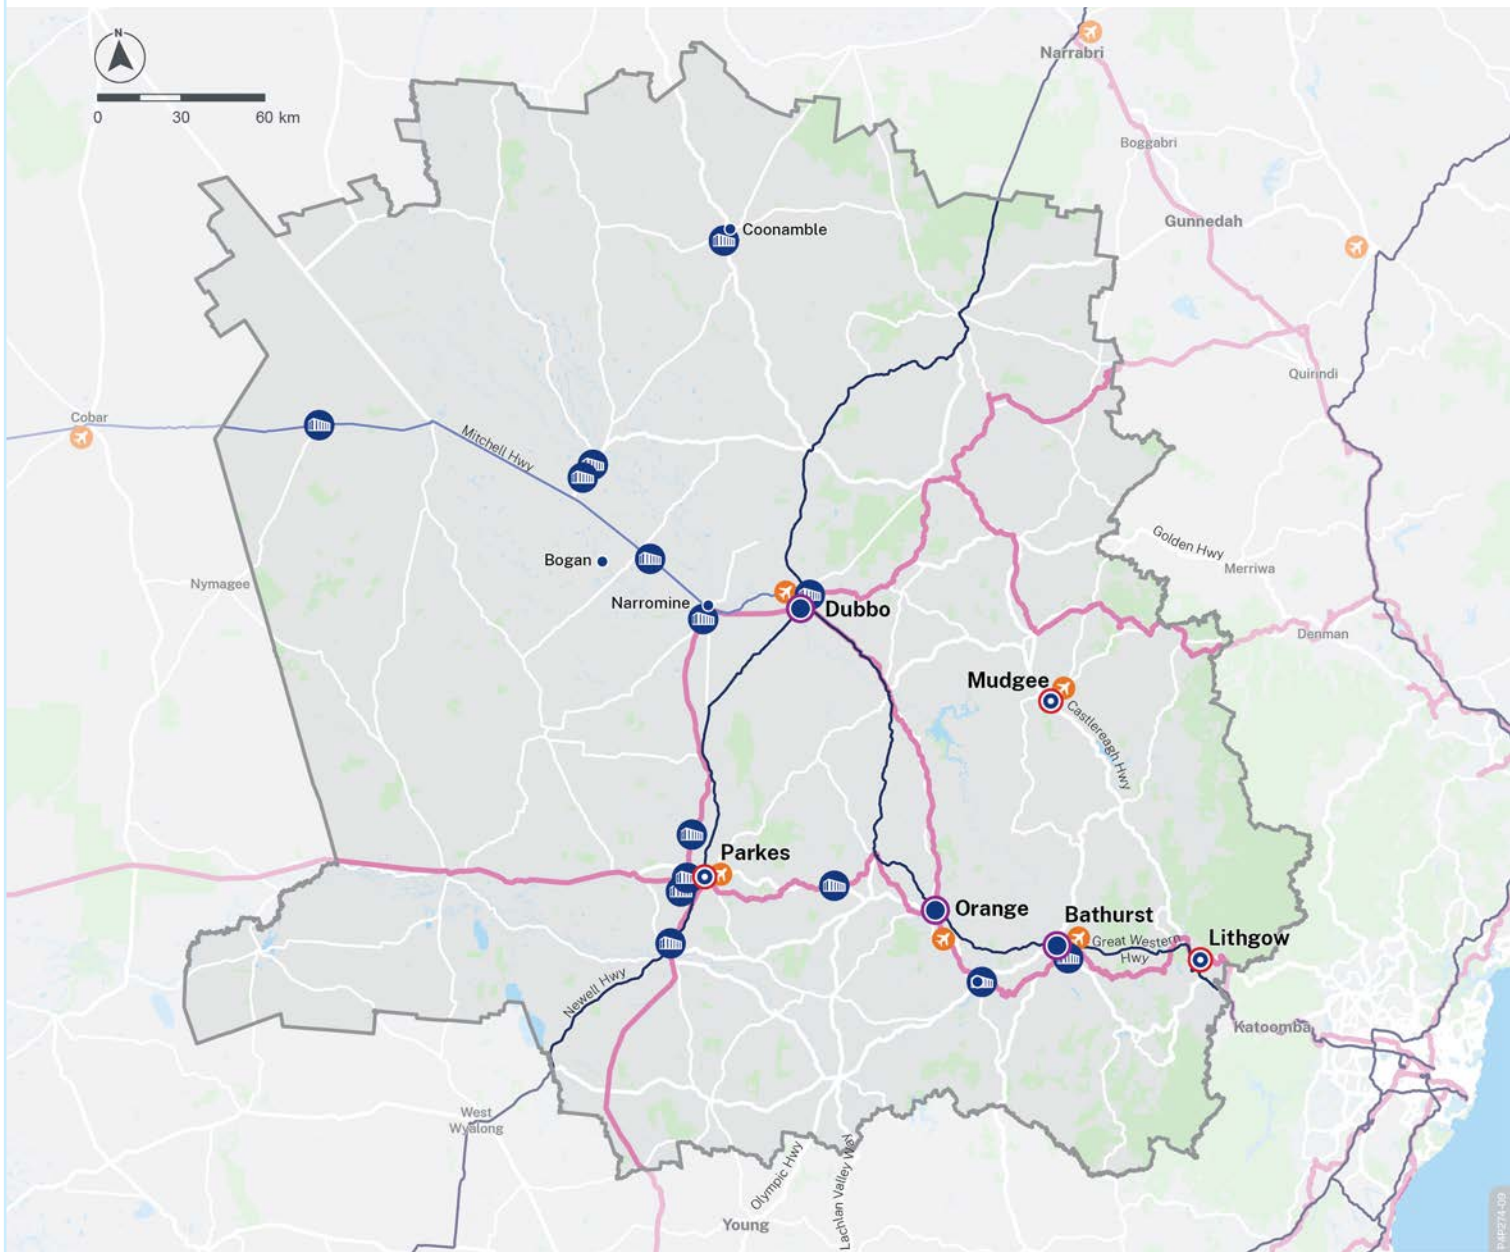 N
Narrabri
0 30 60 km
Boggabri
Gunnedah
Coonamble
Quirindi
Cobar
Mitchell Hwy
Golden Hwy
Bogan
Merriwa
Nymagee
Narromine
Dubbo
Denman
Mudgee
Castlereagh Hwy
Parkes
Orange
Bathurst
Great Western
Hwy
Lithgow
Newell Hwy
Katoomba
West
Wyalong
Olympic Hwy
Lachlan Valley Way
Young